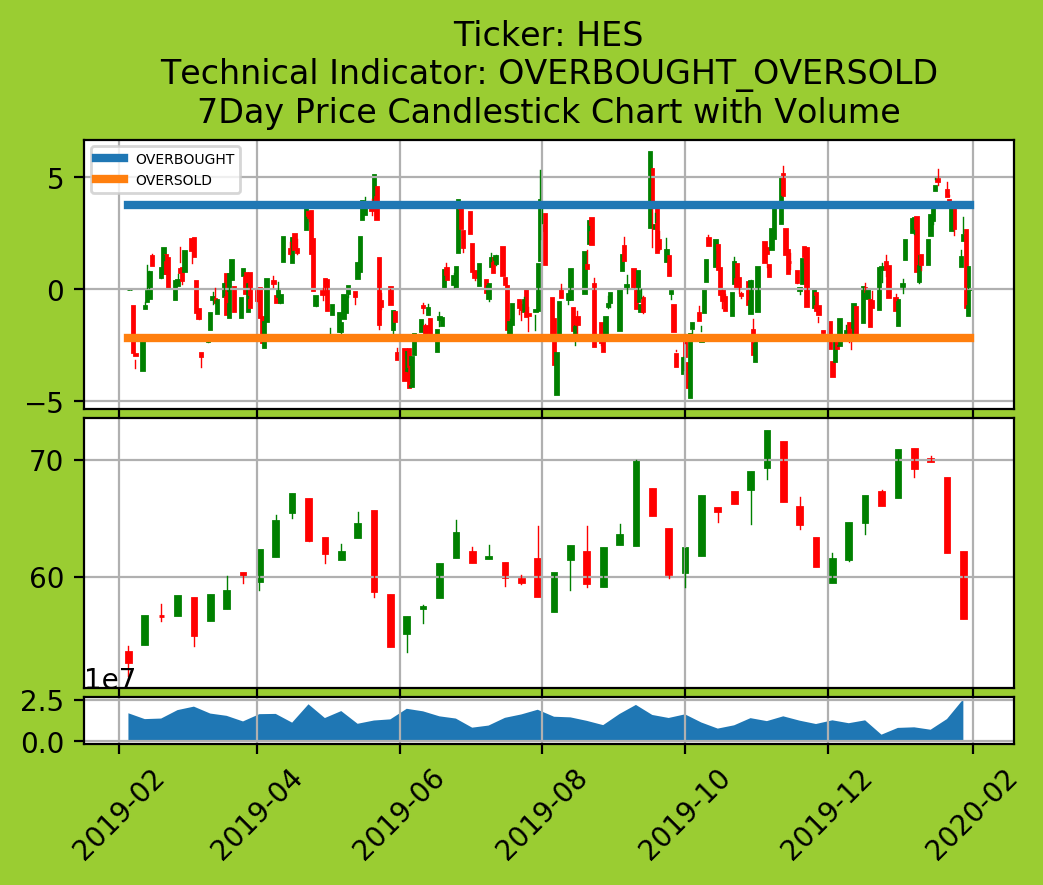 Ticker: HES
Technical Indicator: OVERBOUGHT_OVERSOLD
7Day Price Candlestick Chart with Volume
OVERBOUGHT
OVERSOLD
5
0
−5
70
60
1e7
2.5
0.0
2019-02
2019-04
2019-06
2019-08
2019-10
2019-12
2020-02